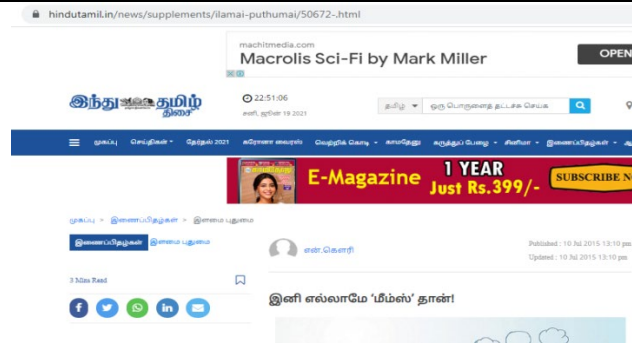 hindutamil.in/news/supplements/ilamai-puthumai/50672-.html
machitmedia.com
Macrolis Sci-Fi by Mark Miller
OPEN
இந்து தமிழ்
திசை
22:51:06
சனி, ஜூன் 19 2021
தமிழ்
ஒரு பொருளைத் தட்டச்சு செய்க
முகப்பு செய்திகள் தேர்தல் 2021 கரோனா வைரஸ் வெற்றிக் கொடி காமதேனு கருத்துப் பேழை சினிமா இணைப்பிதழ்கள்
E-Magazine
1 YEAR
Just Rs.399/-
SUBSCRIBE N
முகப்பு > இணைப்பிதழ்கள் > இளமை புதுமை
இணைப்பிதழ்கள் இளமை புதுமை
என்.கௌரி
Published : 10 Jul 2015 13:10 pm
Updated : 10 Jul 2015 13:10 pm
3 Mins Read
இனி எல்லாமே ‘மீம்ஸ்’ தான்!